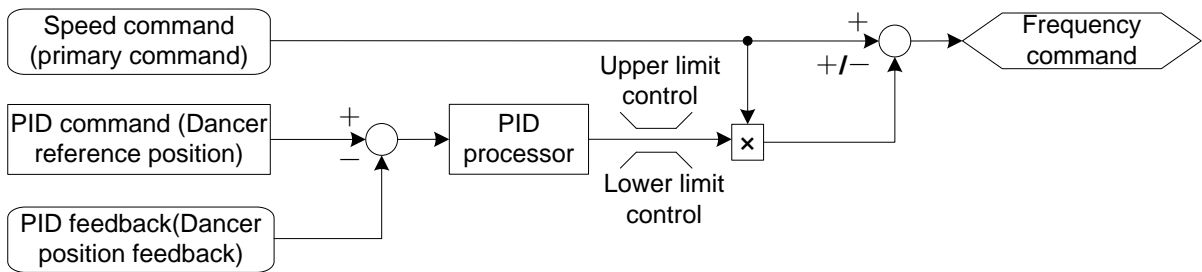 Speed command
(primary command)
+
+/−
Frequency
command
Upper limit
control
PID command (Dancer
reference position)
+
−
PID
processor
×
Lower limit
control
PID feedback(Dancer
position feedback)